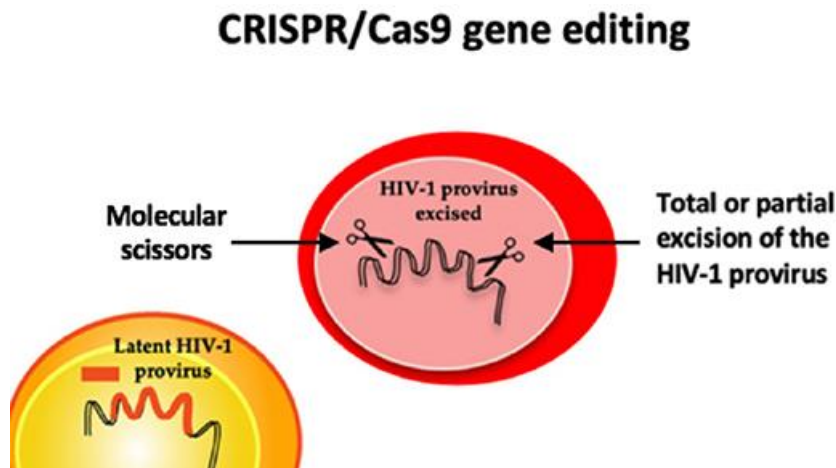 CRISPR/Cas9 gene editing
HIV-1 provirus
excised
Molecular
scissors
Total or partial
excision of the
HIV-1 provirus
Latent HIV-1
provirus